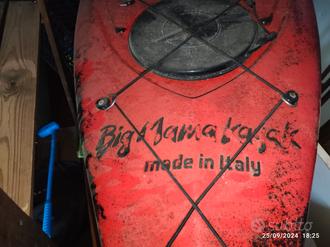 Big Mama kayak
made in Italy
subito
25/09/2024 18:25